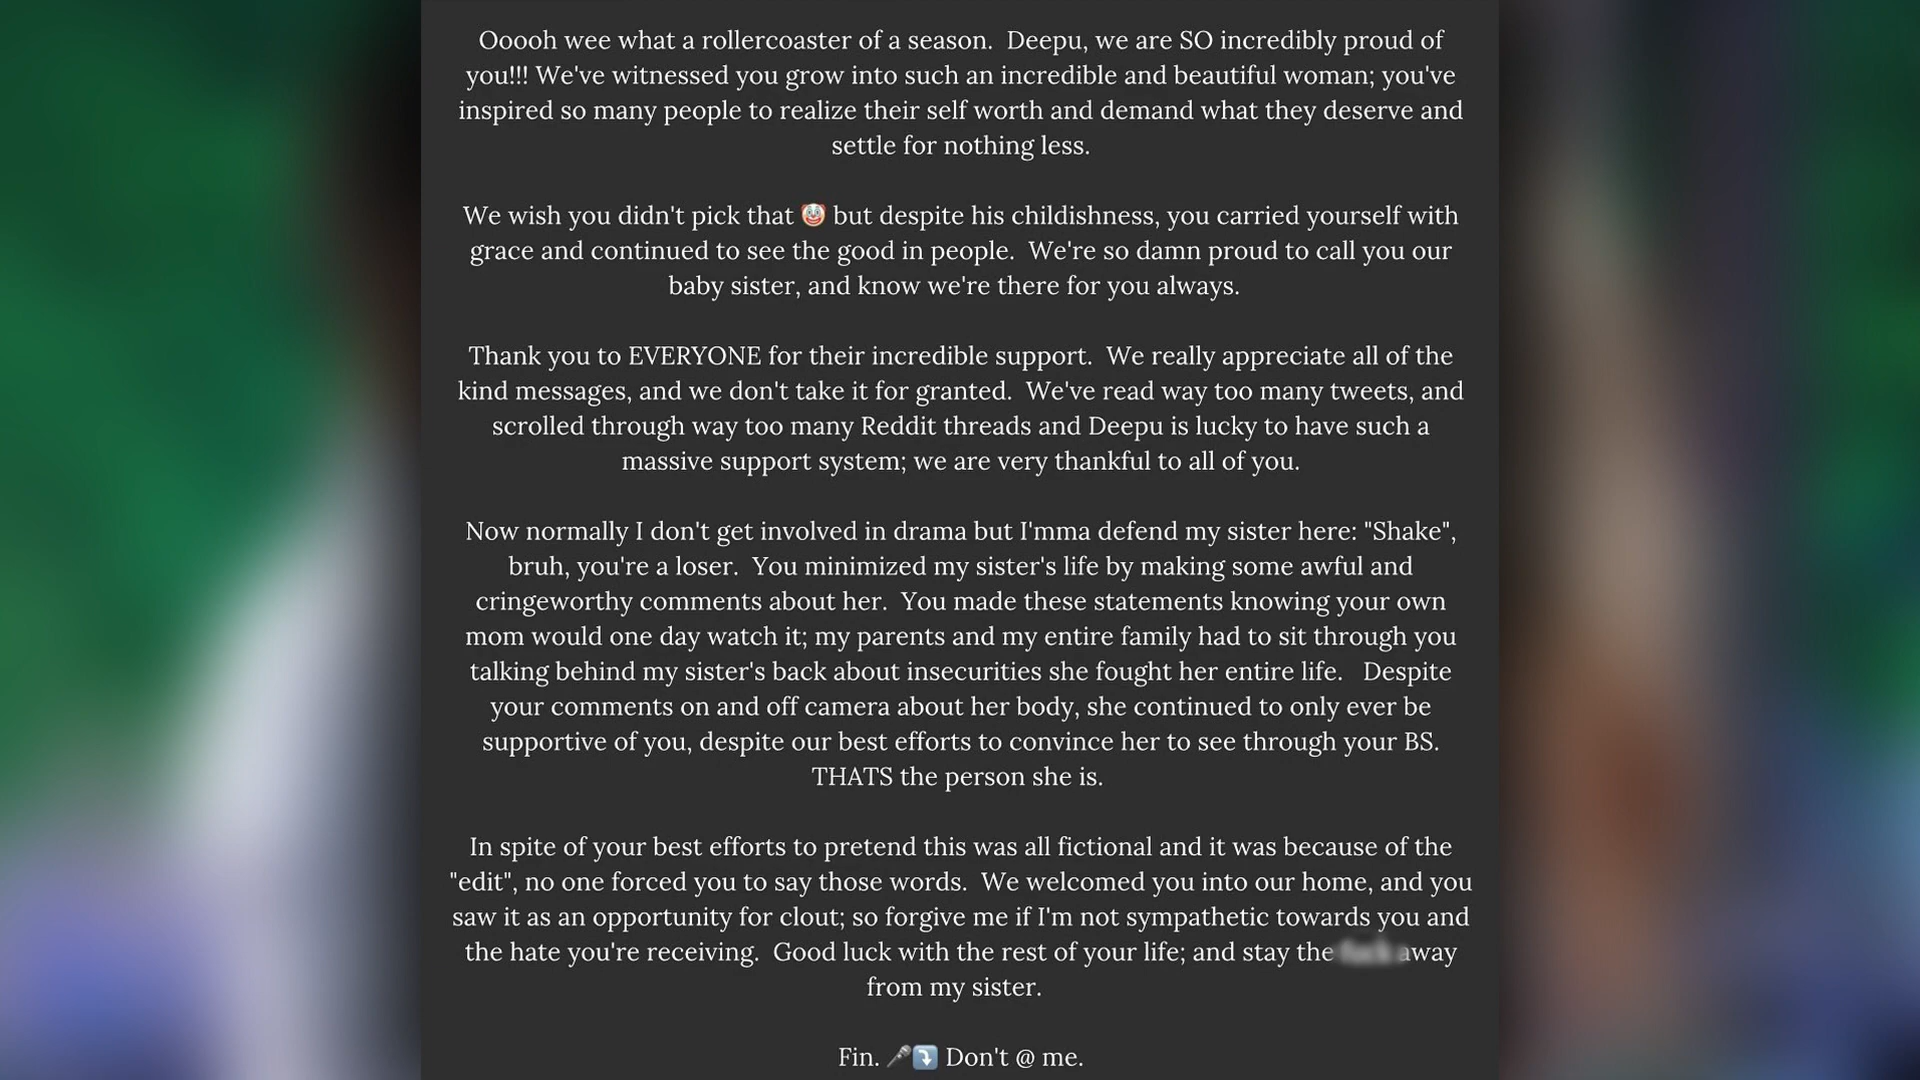 Ooooh wee what a rollercoaster of a season.  Deepu, we are SO incredibly proud of
you!!! We've witnessed you grow into such an incredible and beautiful woman; you've
inspired so many people to realize their self worth and demand what they deserve and
settle for nothing less.
We wish you didn't pick that 🤡 but despite his childishness, you carried yourself with
grace and continued to see the good in people.  We're so damn proud to call you our
baby sister, and know we're there for you always.
Thank you to EVERYONE for their incredible support.  We really appreciate all of the
kind messages, and we don't take it for granted.  We've read way too many tweets, and
scrolled through way too many Reddit threads and Deepu is lucky to have such a
massive support system; we are very thankful to all of you.
Now normally I don't get involved in drama but I'mma defend my sister here: "Shake",
bruh, you're a loser.  You minimized my sister's life by making some awful and
cringeworthy comments about her.  You made these statements knowing your own
mom would one day watch it; my parents and my entire family had to sit through you
talking behind my sister's back about insecurities she fought her entire life.   Despite
your comments on and off camera about her body, she continued to only ever be
supportive of you, despite our best efforts to convince her to see through your BS.
THATS the person she is.
In spite of your best efforts to pretend this was all fictional and it was because of the
"edit", no one forced you to say those words.  We welcomed you into our home, and you
saw it as an opportunity for clout; so forgive me if I'm not sympathetic towards you and
the hate you're receiving.  Good luck with the rest of your life; and stay the away
from my sister.
Fin. 🎤⤵️ Don't @ me.